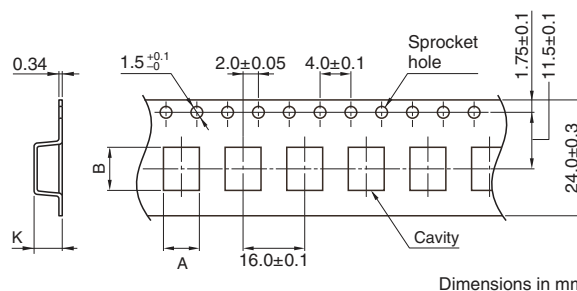 0.34
1.5 +0.1 −0
2.0±0.05
4.0±0.1
Sprocket
hole
1.75±0.1
11.5±0.1
24.0±0.3
B
K
A
16.0±0.1
Cavity
Dimensions in mm